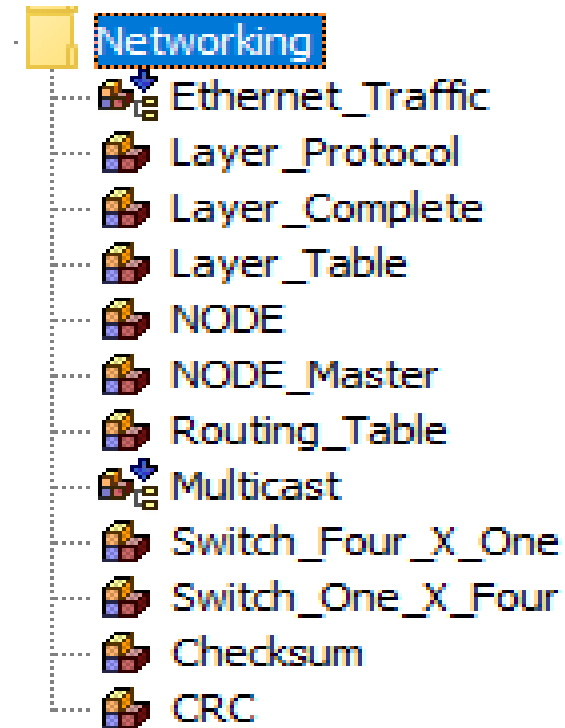 Networking
Ethernet_Traffic
Layer_Protocol
Layer_Complete
Layer_Table
NODE
NODE_Master
Routing_Table
Multicast
Switch_Four_X_One
Switch_One_X_Four
Checksum
CRC